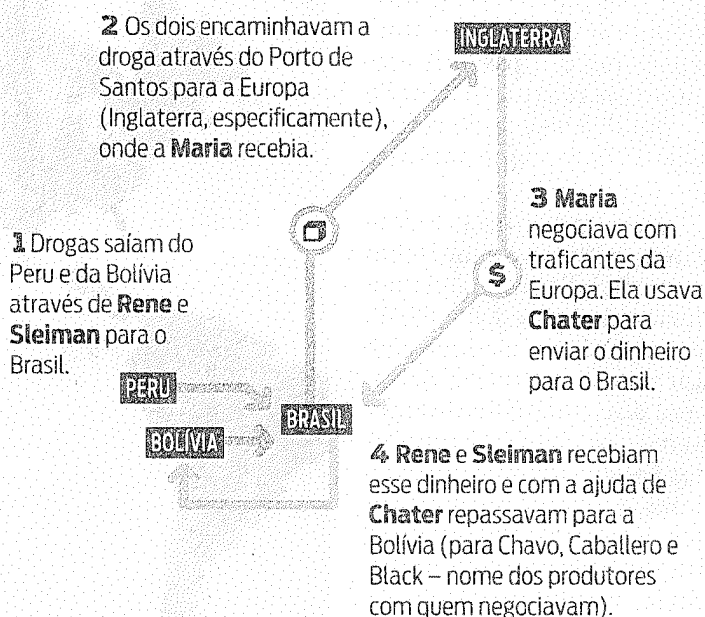 2 Os dois encaminhavam a
droga através do Porto de
Santos para a Europa
(Inglaterra, especificamente),
onde a Maria recebia.
INGLATERRA
1 Drogas saíam do
Peru e da Bolívia
através de Rene e
Sleiman para o
Brasil.
3 Maria
negociava com
traficantes da
Europa. Ela usava
Chater para
enviar o dinheiro
para o Brasil.
$
PERU
BOLÍVIA
BRASIL
4 Rene e Sleiman recebiam
esse dinheiro e com a ajuda de
Chater repassavam para a
Bolívia (para Chavo, Caballero e
Black – nome dos produtores
com quem negociavam).